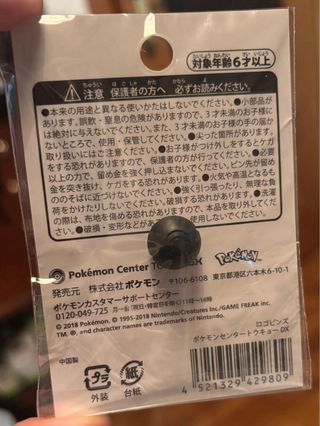 対象年齢6才以上
注意 保護者の方へ 必ずお読みください。
●本来の用途と異なる使いかたはしないでください。●小部品が
あります。誤飲・窒息の危険がありますので、3才未満のお子様に
は絶対に与えないでください。また、3才未満のお子様の手の届か
ないところで、使用・保管してください。●尖った箇所があります。
取り扱いにはご注意ください。●お子様がつけ外しをするとケガを
する恐れがありますので、保護者の方が行ってください。●必要
以上の力で、留め金を強く押し込まないでください。ピン先が留め
金を突き抜け、ケガをする恐れがあります。●火気や高温となるも
ののそばに近づけないでください。●強く引っ張ったり、無理な負
荷をかけたりしないでください。
の際は、布地を傷める恐れがありますので、本品を取り外してくだ
さい。●破損・変形など
Pokémon Center
DX
Pokémon
発売元 株式会社 ポケモン 〒106-6108 東京都港区六本木6-10-1
ポケモンカスタマーサポートセンター
0120-049-725
© 2018 Pokémon. © 1995-2018 Nintendo/Creatures Inc./GAME FREAK inc.
™, ®, and character names are trademarks of Nintendo.
中国製
ロゴピンズ
ポケモンセンタートウキョーDX
プラ
外装
紙
台紙
4 521329 429809